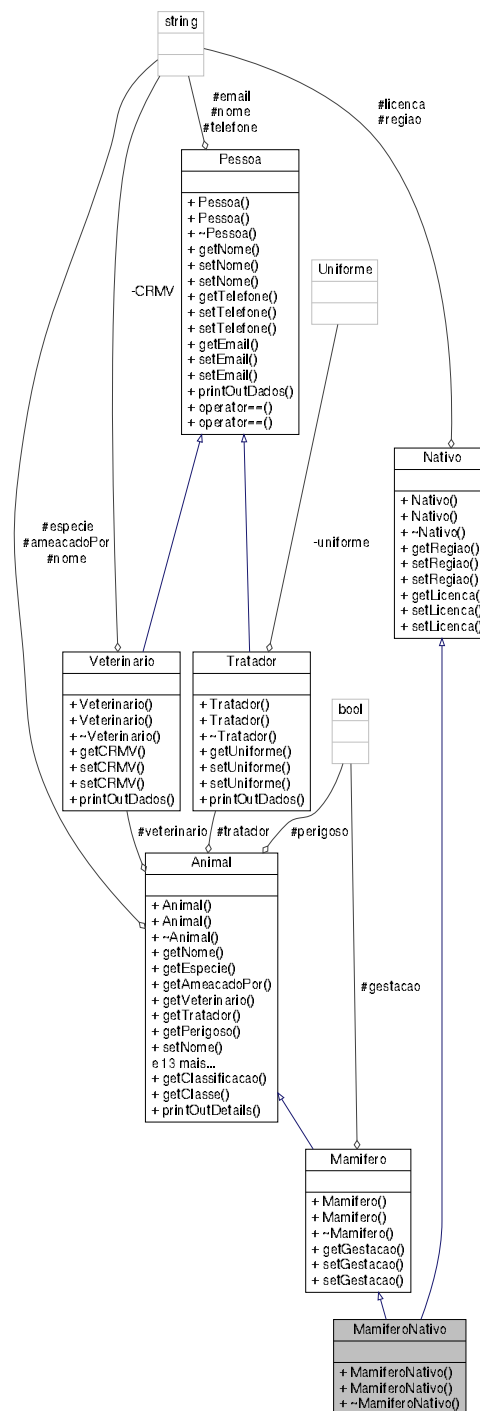 string
#email
#nome
#telefone
#licenca
#regiao
Pessoa
+ Pessoa()
+ Pessoa()
+ ~Pessoa()
+ getNome()
+ setNome()
+ setNome()
+ getTelefone()
+ setTelefone()
+ setTelefone()
+ getEmail()
+ setEmail()
+ setEmail()
+ printOutDados()
+ operator==()
+ operator==()
Uniforme
-CRMV
Nativo
+ Nativo()
+ Nativo()
+ ~Nativo()
+ getRegiao()
+ setRegiao()
+ setRegiao()
+ getLicenca()
+ setLicenca()
+ setLicenca()
#especie
#ameacadoPor
#nome
-uniforme
Veterinario
+ Veterinario()
+ Veterinario()
+ ~Veterinario()
+ getCRMV()
+ setCRMV()
+ setCRMV()
+ printOutDados()
Tratador
+ Tratador()
+ Tratador()
+ ~Tratador()
+ getUniforme()
+ setUniforme()
+ setUniforme()
+ printOutDados()
bool
#veterinario
#tratador
#perigoso
Animal
+ Animal()
+ Animal()
+ ~Animal()
+ getNome()
+ getEspecie()
+ getAmeacadoPor()
+ getVeterinario()
+ getTratador()
+ getPerigoso()
+ setNome()
e 13 mais...
+ getClassificacao()
+ getClasse()
+ printOutDetails()
#gestacao
Mamifero
+ Mamifero()
+ Mamifero()
+ ~Mamifero()
+ getGestacao()
+ setGestacao()
+ setGestacao()
MamiferoNativo
+ MamiferoNativo()
+ MamiferoNativo()
+ ~MamiferoNativo()